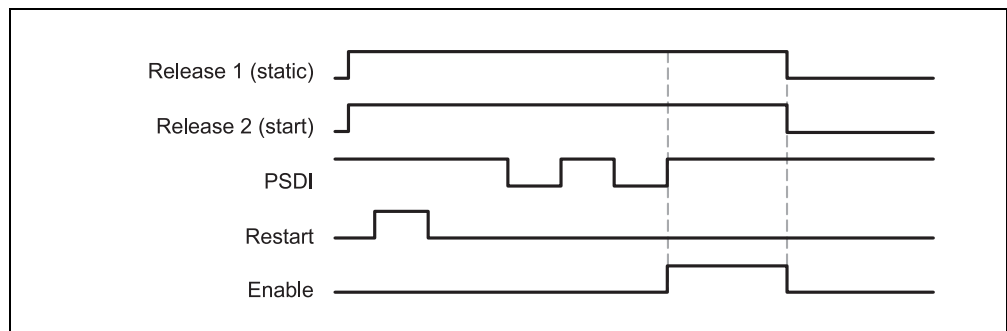 Release 1 (static)
Release 2 (start)
PSDI
Restart
Enable